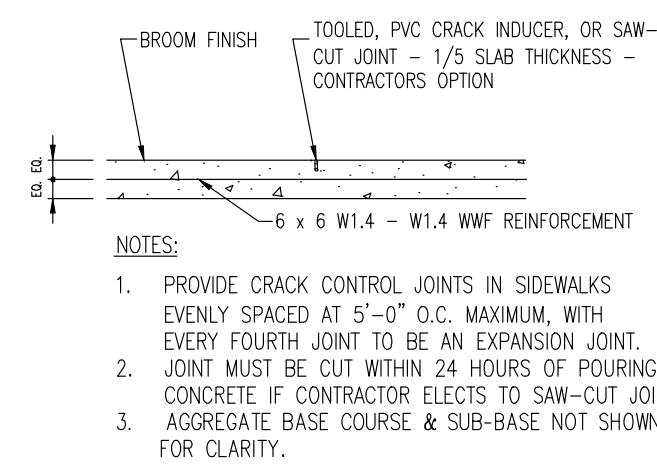 BROOM FINISH
TOOLED, PVC CRACK INDUCER, OR SAW-
CUT JOINT – 1/5 SLAB THICKNESS –
CONTRACTORS OPTION
EQ. EQ.
6 x 6 W1.4 – W1.4 WWF REINFORCEMENT
NOTES:
1. PROVIDE CRACK CONTROL JOINTS IN SIDEWALKS
EVENLY SPACED AT 5'–0" O.C. MAXIMUM, WITH
EVERY FOURTH JOINT TO BE AN EXPANSION JOINT.
2. JOINT MUST BE CUT WITHIN 24 HOURS OF POURING
CONCRETE IF CONTRACTOR ELECTS TO SAW–CUT JOI
3. AGGREGATE BASE COURSE & SUB-BASE NOT SHOWN
FOR CLARITY.